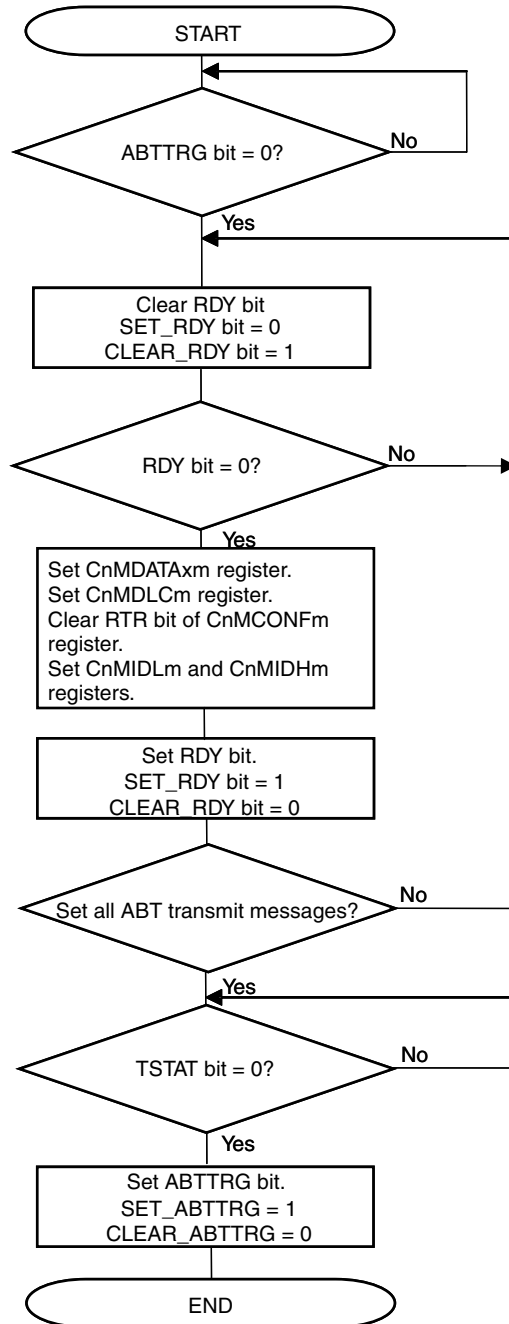 START
ABTTRG bit = 0?
No
Yes
Clear RDY bit
SET_RDY bit = 0
CLEAR_RDY bit = 1
RDY bit = 0?
No
Yes
Set CnMDATAxm register.
Set CnMDLCm register.
Clear RTR bit of CnMCONFm
register.
Set CnMIDLm and CnMIDHm
registers.
Set RDY bit.
SET_RDY bit = 1
CLEAR_RDY bit = 0
Set all ABT transmit messages?
No
Yes
TSTAT bit = 0?
No
Yes
Set ABTTRG bit.
SET_ABTTRG = 1
CLEAR_ABTTRG = 0
END